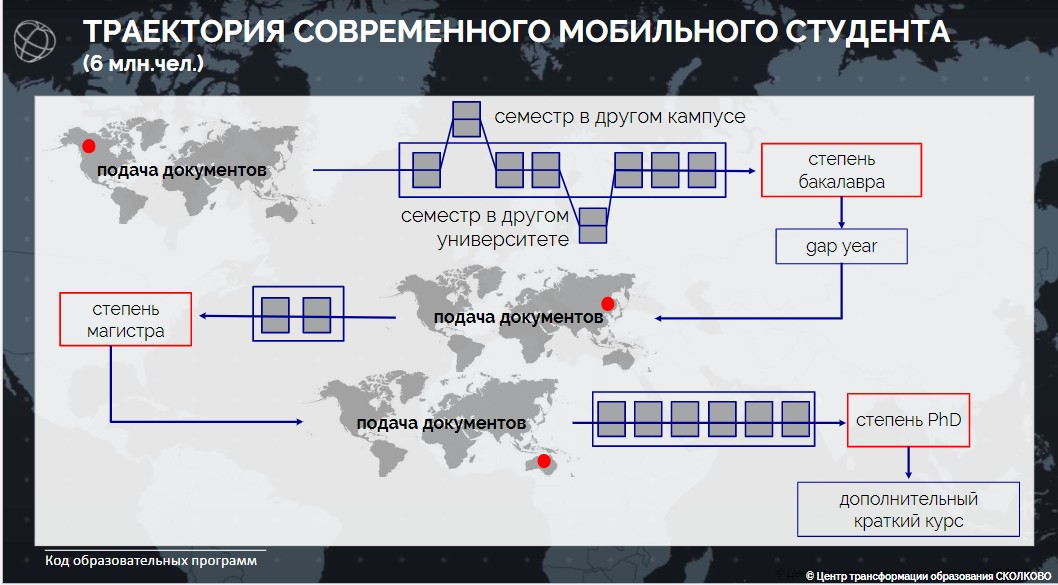 ТРАЕКТОРИЯ СОВРЕМЕННОГО МОБИЛЬНОГО СТУДЕНТА
(6 млн.чел.)
семестр в другом кампусе
подача документов
степень
бакалавра
семестр в другом
университете
gap year
степень
магистра
подача документов
подача документов
степень PhD
дополнительный
краткий курс
Код образовательных программ
© Центр трансформации образования СКОЛКОВО